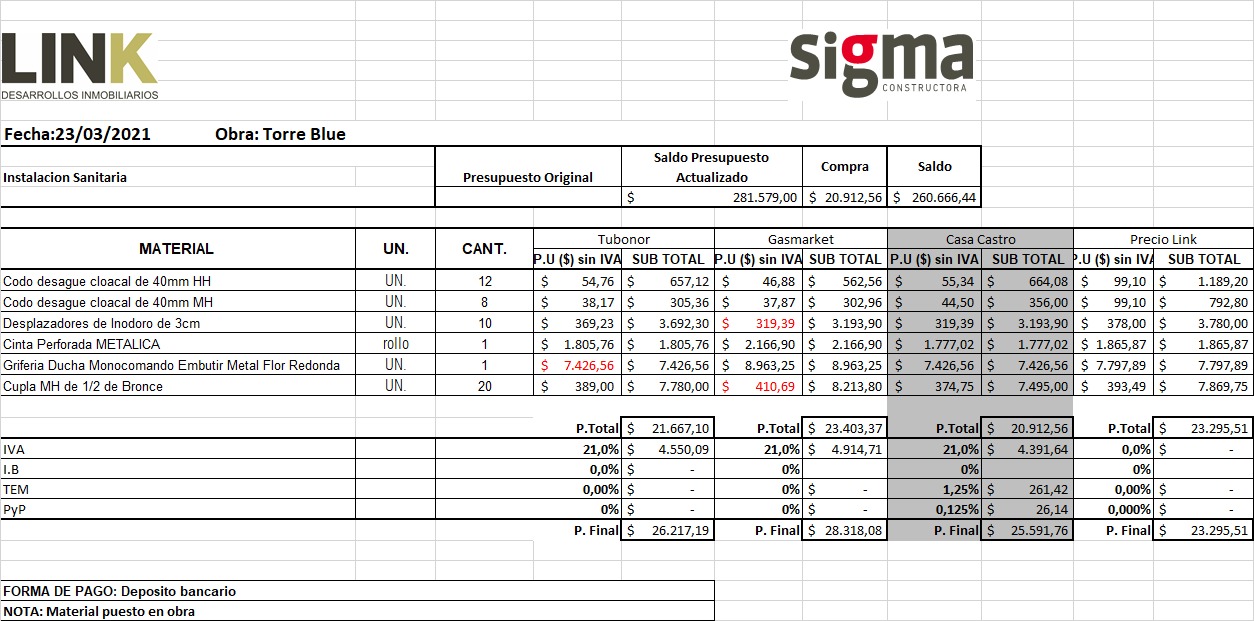 LINK
DESARROLLOS INMOBILIARIOS
sigma
CONSTRUCTORA
Fecha:23/03/2021 Obra: Torre Blue
Instalacion Sanitaria Presupuesto Original Saldo Presupuesto Actualizado Compra Saldo
$ 281.579,00 $ 20.912,56 $ 260.666,44
MATERIAL UN. CANT. Tubonor Gasmarket Casa Castro Precio Link
P.U ($) sin IVA SUB TOTAL P.U ($) sin IVA SUB TOTAL P.U ($) sin IVA SUB TOTAL P.U ($) sin IVA SUB TOTAL
Codo desague cloacal de 40mm HH UN. 12 $ 54,76 $ 657,12 $ 46,88 $ 562,56 $ 55,34 $ 664,08 $ 99,10 $ 1.189,20
Codo desague cloacal de 40mm MH UN. 8 $ 38,17 $ 305,36 $ 37,87 $ 302,96 $ 44,50 $ 356,00 $ 99,10 $ 792,80
Desplazadores de Inodoro de 3cm UN. 10 $ 369,23 $ 3.692,30 $ 319,39 $ 3.193,90 $ 319,39 $ 3.193,90 $ 378,00 $ 3.780,00
Cinta Perforada METALICA rollo 1 $ 1.805,76 $ 1.805,76 $ 2.166,90 $ 2.166,90 $ 1.777,02 $ 1.777,02 $ 1.865,87 $ 1.865,87
Griferia Ducha Monocomando Embutir Metal Flor Redonda UN. 1 $ 7.426,56 $ 7.426,56 $ 8.963,25 $ 8.963,25 $ 7.426,56 $ 7.426,56 $ 7.797,89 $ 7.797,89
Cupla MH de 1/2 de Bronce UN. 20 $ 389,00 $ 7.780,00 $ 410,69 $ 8.213,80 $ 374,75 $ 7.495,00 $ 393,49 $ 7.869,75
P.Total $ 21.667,10 P.Total $ 23.403,37 P.Total $ 20.912,56 P.Total $ 23.295,51
IVA 21,0% $ 4.550,09 21,0% $ 4.914,71 21,0% $ 4.391,64 0,0% $ -
I.B 0,0% $ - 0% 0% 0%
TEM 0,00% $ - 0% $ - 1,25% $ 261,42 0,00% $ -
PyP 0% $ - 0% $ - 0,125% $ 26,14 0,000% $ -
P. Final $ 26.217,19 P. Final $ 28.318,08 P. Final $ 25.591,76 P. Final $ 23.295,51
FORMA DE PAGO: Deposito bancario
NOTA: Material puesto en obra